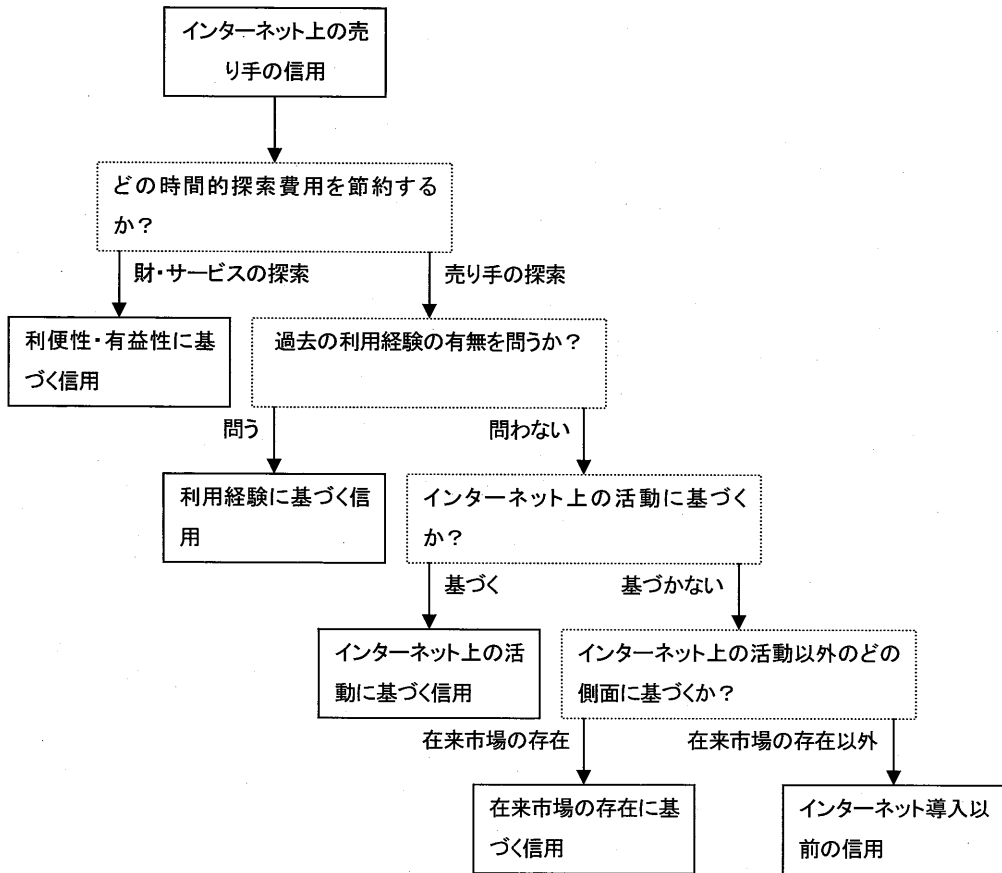 インターネット上の売
り手の信用
どの時間的探索費用を節約する
か？
財・サービスの探索
売り手の探索
利便性・有益性に基
づく信用
過去の利用経験の有無を問うか？
問う
問わない
利用経験に基づく信
用
インターネット上の活動に基づく
か？
基づく
基づかない
インターネット上の活
動に基づく信用
インターネット上の活動以外のどの
側面に基づくか？
在来市場の存在
在来市場の存在以外
在来市場の存在に基
づく信用
インターネット導入以
前の信用